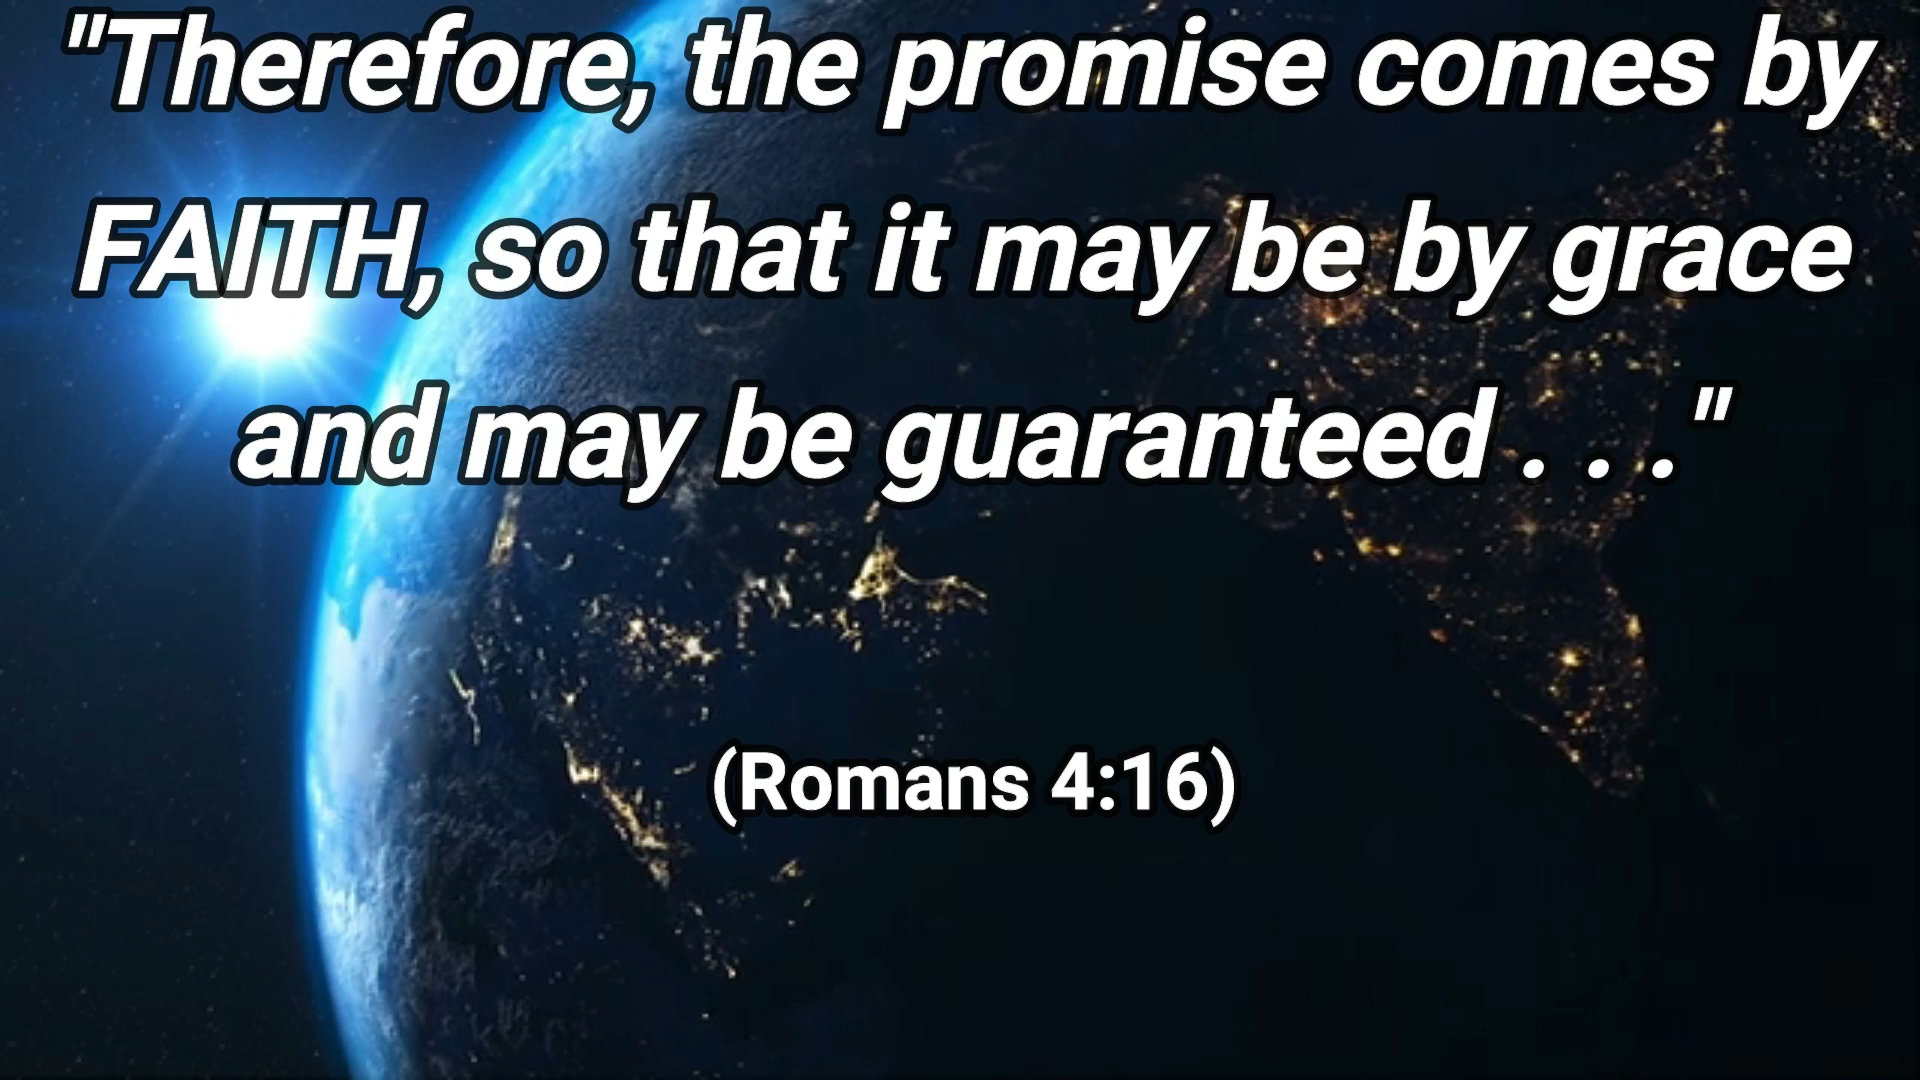 "Therefore, the promise comes by
FAITH, so that it may be by grace
and may be guaranteed . . ."
(Romans 4:16)